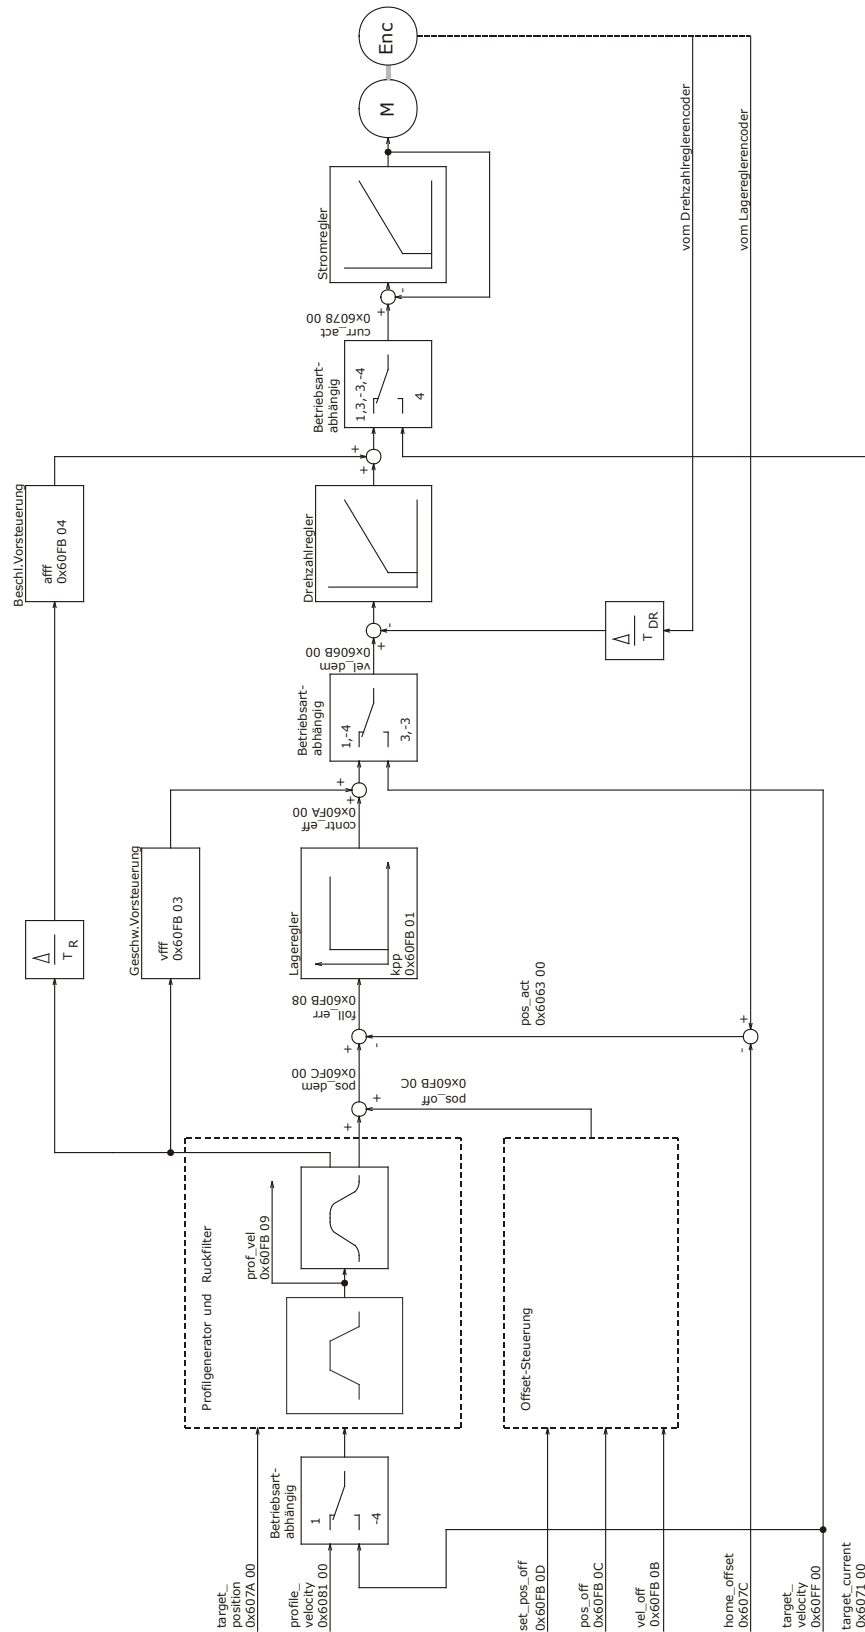 target_
position
0x607A 00
profile_
velocity
0x6081 00
set_pos_off
0x60FB 0D
pos_off
0x60FB 0C
vel_off
0x60FB 0B
home_offset
0x607C
target_
velocity
0x60FF 00
target_current
0x6071 00
Betriebsart-
abhängig
1
-4
Profilgenerator und Ruckfilter
prof_vel
0x60FB 09
Offset-Steuerung
+
+
pos_off
0x60FB 0C
pos_dem
0x60FC 00
+
-
foll_err
0x60FB 08
pos_act
0x6063 00
-
+
Δ
T R
Geschw.Vorsteuerung
vfff
0x60FB 03
Lageregler
kpp
0x60FB 01
contr_eff
0x60FA 00
+
+
Betriebsart-
abhängig
1,-4
3,-3
vel_dem
0x606B 00
+
-
Δ
T DR
Beschl.Vorsteuerung
afff
0x60FB 04
Drehzahlregler
+
+
Betriebsart-
abhängig
1,3,-3,-4
4
curr_act
0x6078 00
+
-
Stromregler
vom Drehzahlreglerencoder
vom Lagereglerencoder
M
Enc